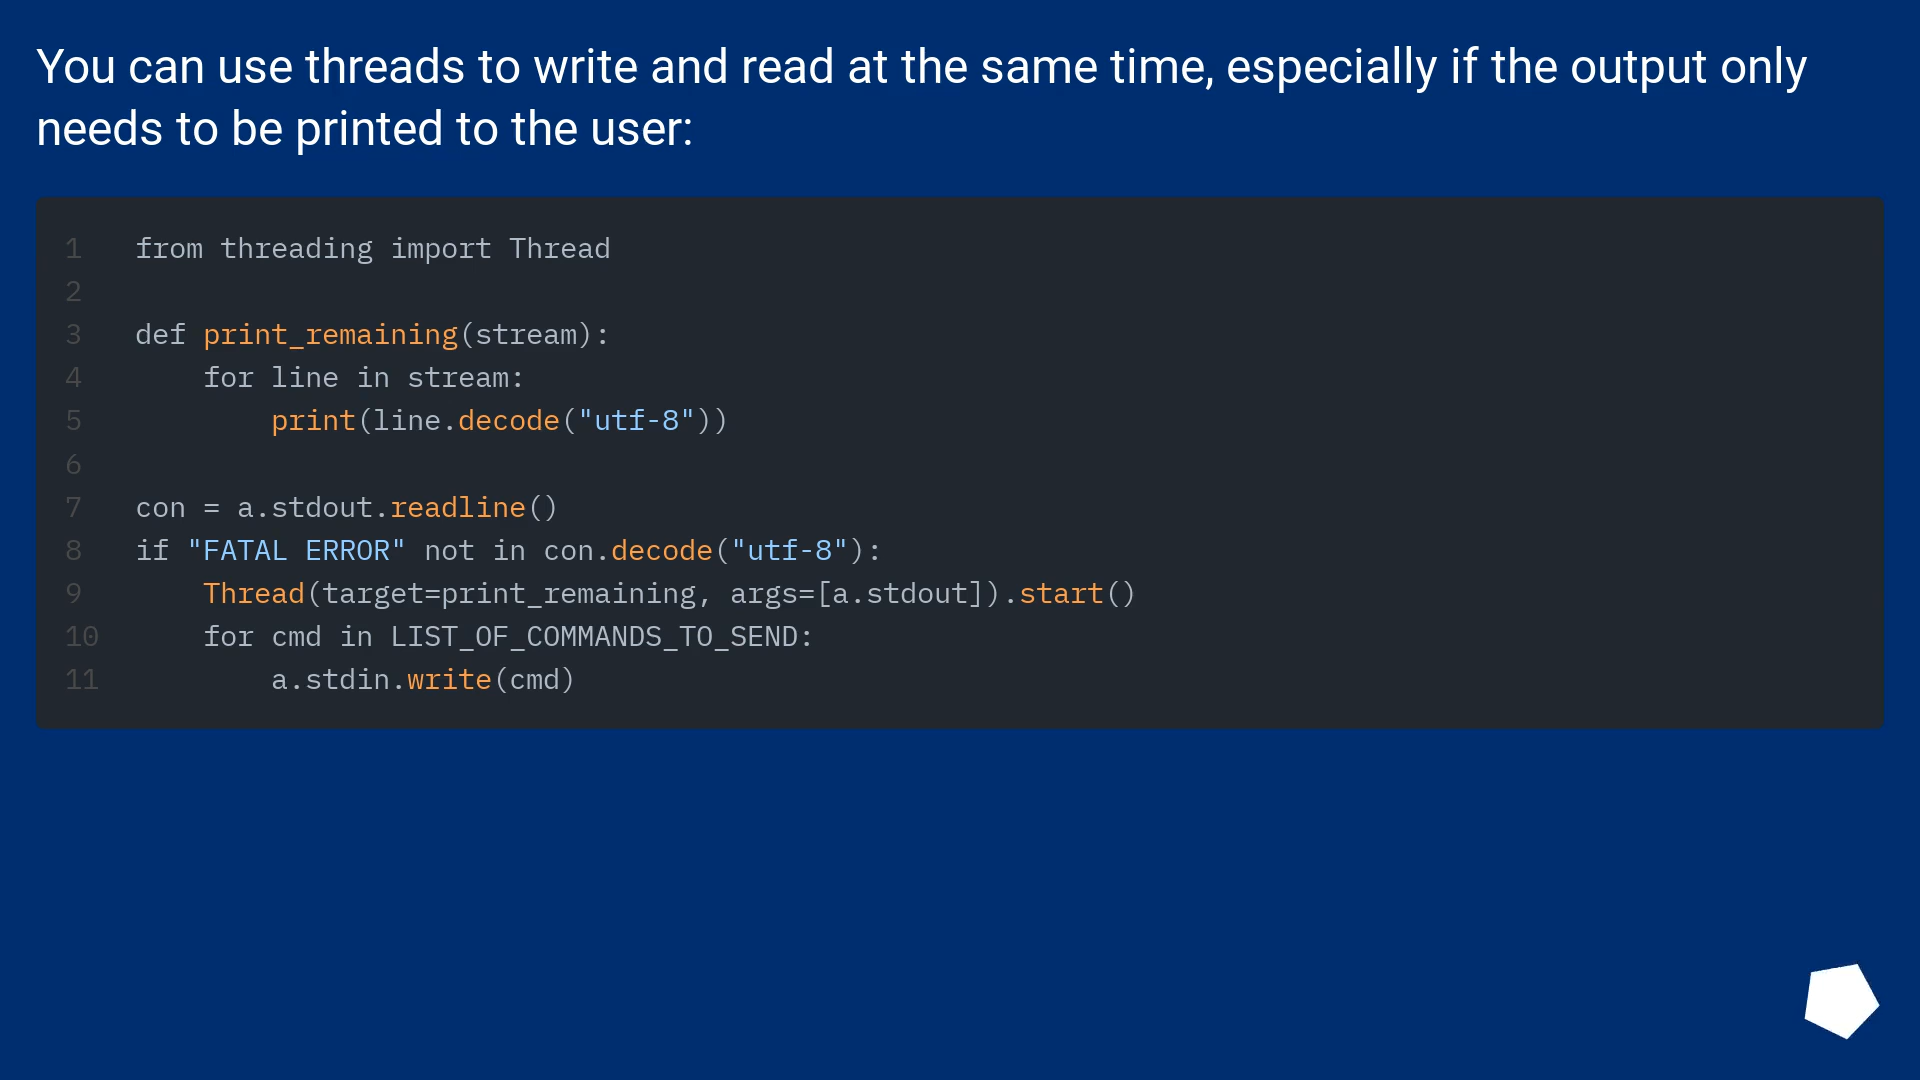 You can use threads to write and read at the same time, especially if the output only
needs to be printed to the user:
1 from threading import Thread
2
3 def print_remaining(stream):
4     for line in stream:
5         print(line.decode("utf-8"))
6
7 con = a.stdout.readline()
8 if "FATAL ERROR" not in con.decode("utf-8"):
9     Thread(target=print_remaining, args=[a.stdout]).start()
10     for cmd in LIST_OF_COMMANDS_TO_SEND:
11         a.stdin.write(cmd)